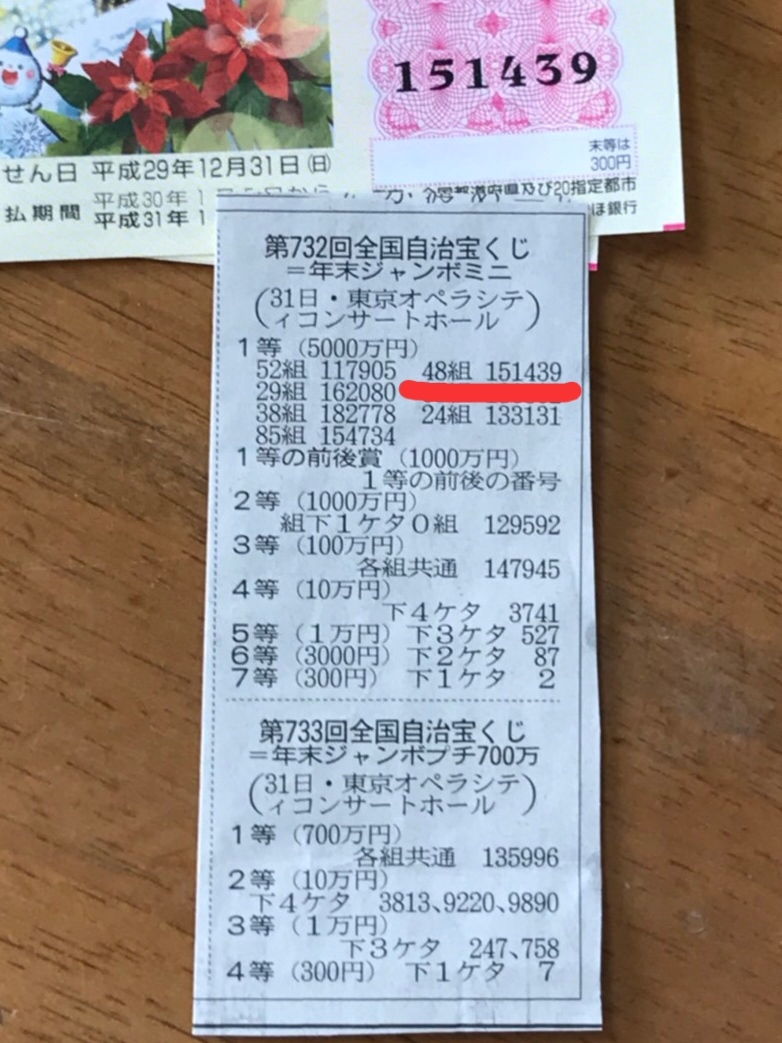 151439
末等は
300円
せん日 平成29年12月31日(日)
払期間 平成30年1
平成31年1
県及び20指定都市
ほ銀行
第732回全国自治宝くじ
=年末ジャンボミニ
(31日・東京オペラシテ
ィコンサートホール)
1等(5000万円)
52組 117905 48組 151439
29組 162080
38組 182778 24組 133131
85組 154734
1等の前後賞(1000万円)
1等の前後の番号
2等(1000万円)
組下1ケタ0組 129592
3等(100万円)
各組共通 147945
4等(10万円)
下4ケタ 3741
5等(1万円)下3ケタ 527
6等(3000円)下2ケタ 87
7等(300円)下1ケタ 2
第733回全国自治宝くじ
=年末ジャンボプチ700万
(31日・東京オペラシテ
ィコンサートホール)
1等(700万円)
各組共通 135996
2等(10万円)
下4ケタ 3813、9220、9890
3等(1万円)
下3ケタ 247、758
4等(300円) 下1ケタ 7